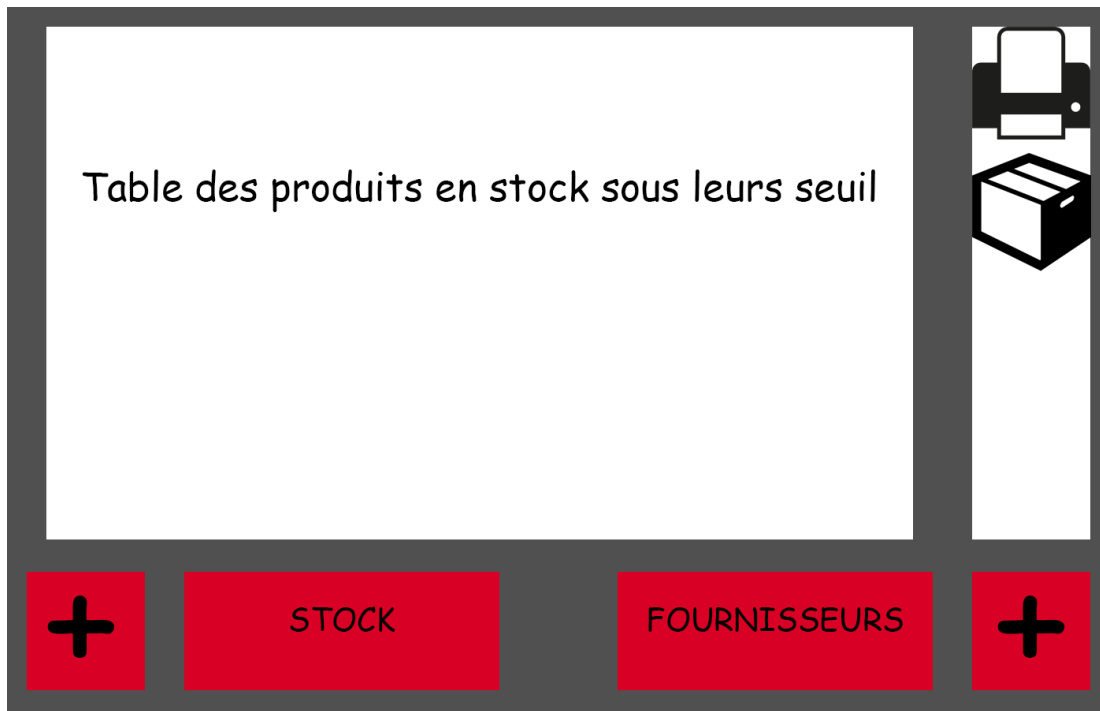 Table des produits en stock sous leurs seuil
+
STOCK
FOURNISSEURS
+